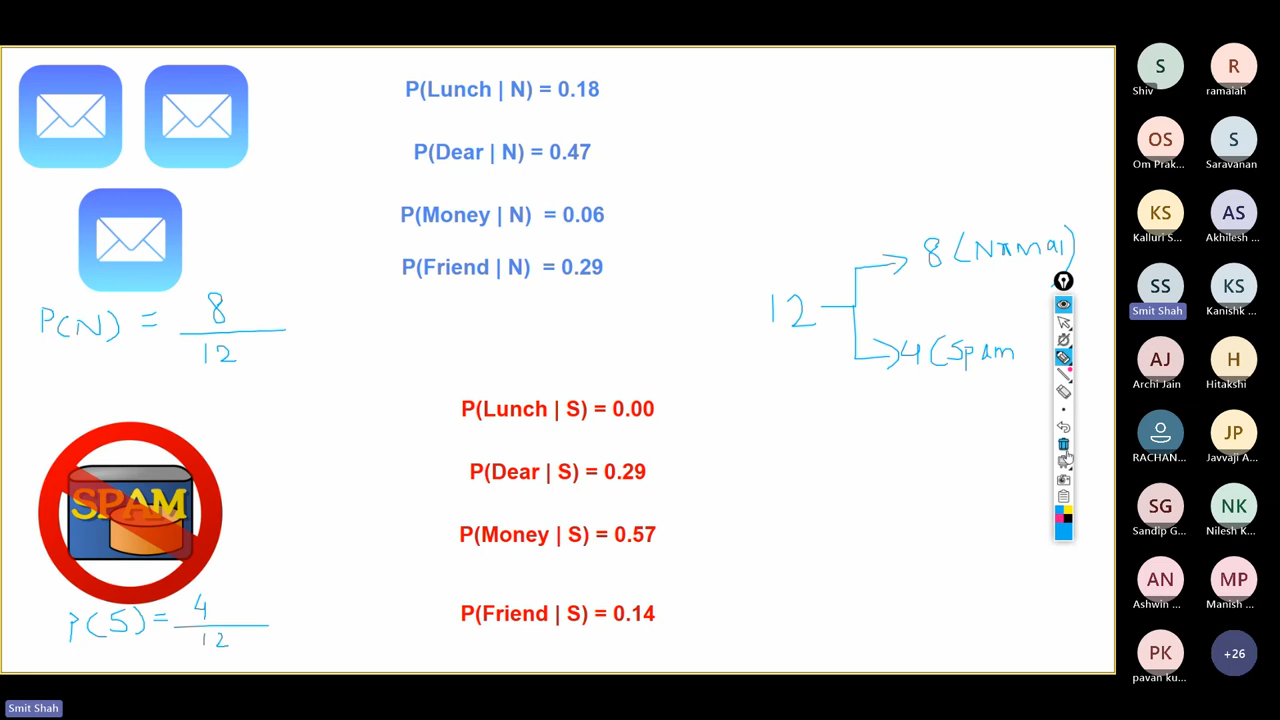 P(Lunch | N) = 0.18
P(Dear | N) = 0.47
P(Money | N) = 0.06
P(Friend | N) = 0.29
P(N) = 8
12
12
8 (Normal)
4 (Spam
P(Lunch | S) = 0.00
P(Dear | S) = 0.29
P(Money | S) = 0.57
P(Friend | S) = 0.14
SPAM
P(S) = 4
12
S
Shiv
R
ramaiah
OS
Om Prak...
S
Saravanan
KS
Kalluri S...
AS
Akhilesh ...
SS
Smit Shah
KS
Kanishk ...
AJ
Archi Jain
H
Hitakshi
RACHAN...
JP
Javvaji A...
SG
Sandip G...
NK
Nilesh K...
AN
Ashwin ...
MP
Manish ...
PK
pavan ku...
+26
Smit Shah